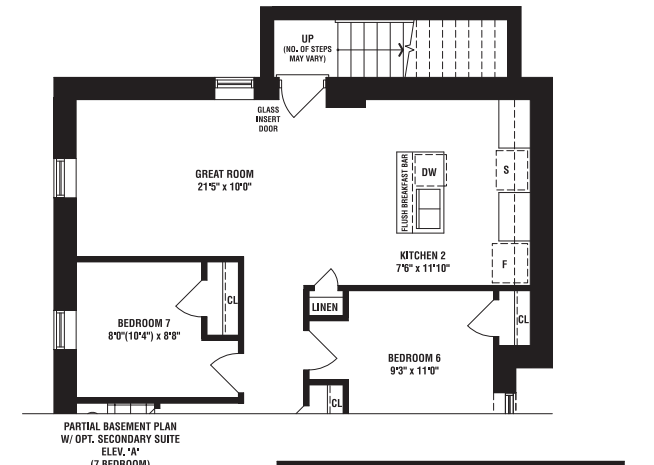 UP
(NO. OF STEPS
MAY VARY)
GLASS
INSERT
DOOR
GREAT ROOM
21'5" x 10'0"
FLUSH BREAKFAST BAR
DW
S
KITCHEN 2
7'6" x 11'10"
F
LINEN
CL
CL
BEDROOM 7
8'0"(10'4") x 8'8"
BEDROOM 6
9'3" x 11'0"
CL
PARTIAL BASEMENT PLAN
W/ OPT. SECONDARY SUITE
ELEV. 'A'
(7 BEDROOM)